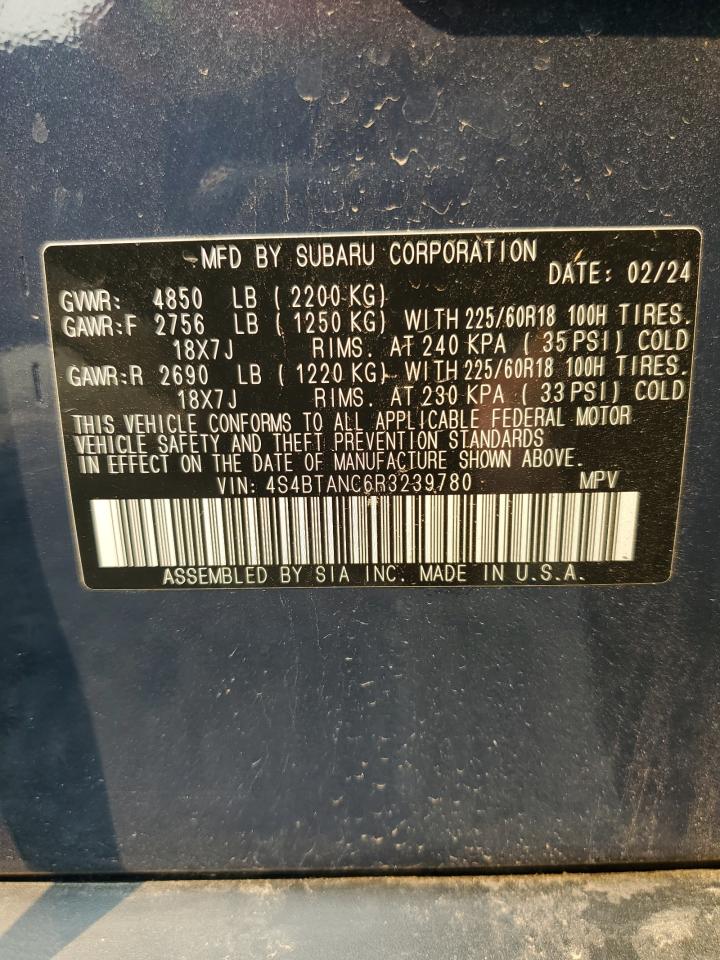 MFD BY SUBARU CORPORATION
DATE: 02/24
GVWR: 4850 LB ( 2200 KG)
GAWR:F 2756 LB ( 1250 KG) WITH 225/60R18 100H TIRES.
18X7J RIMS. AT 240 KPA ( 35 PSI) COLD
GAWR:R 2690 LB ( 1220 KG) WITH 225/60R18 100H TIRES.
18X7J RIMS. AT 230 KPA ( 33 PSI) COLD
THIS VEHICLE CONFORMS TO ALL APPLICABLE FEDERAL MOTOR
VEHICLE SAFETY AND THEFT PREVENTION STANDARDS
IN EFFECT ON THE DATE OF MANUFACTURE SHOWN ABOVE.
VIN: 4S4BTANC6R3239780 MPV
ASSEMBLED BY SIA INC. MADE IN U.S.A.